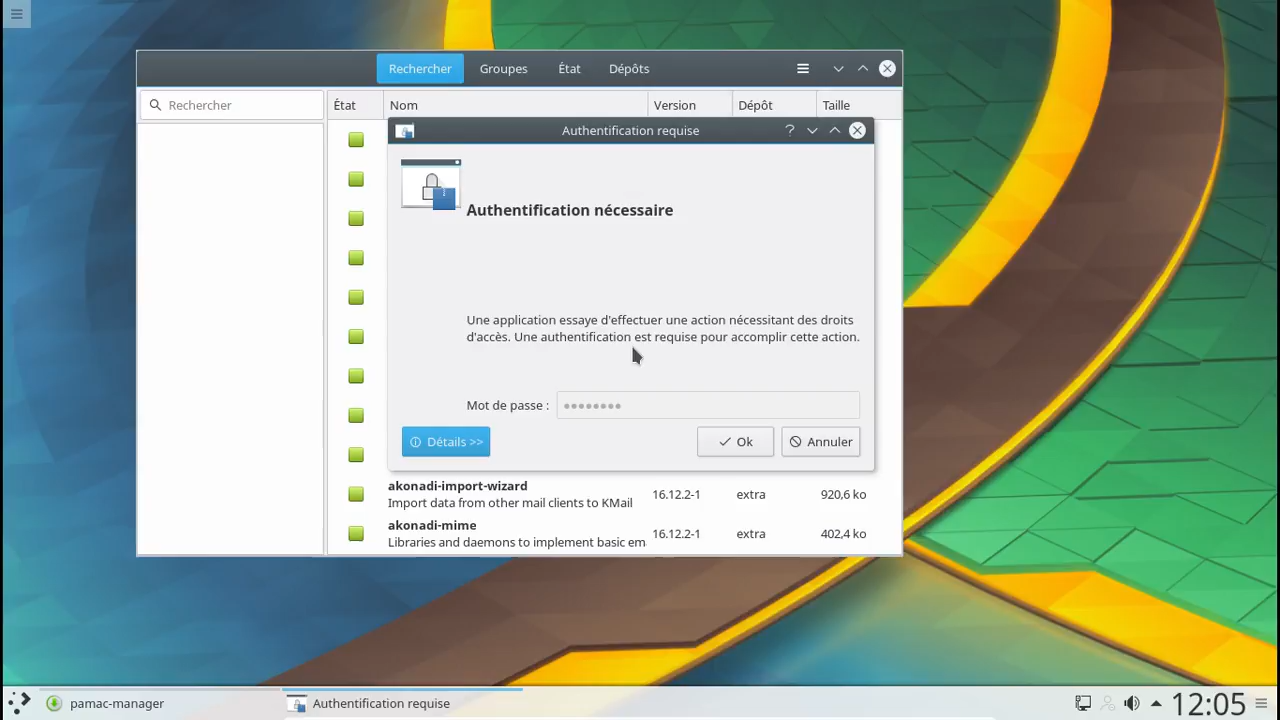 Rechercher Groupes État Dépôts
Rechercher État Nom Version Dépôt Taille
Authentification requise
Authentification nécessaire
Une application essaye d'effectuer une action nécessitant des droits
d'accès. Une authentification est requise pour accomplir cette action.
Mot de passe : ●●●●●●●●
Détails >> Ok Annuler
akonadi-import-wizard
Import data from other mail clients to KMail 16.12.2-1 extra 920,6 ko
akonadi-mime
Libraries and daemons to implement basic em 16.12.2-1 extra 402,4 ko
pamac-manager Authentification requise 12:05